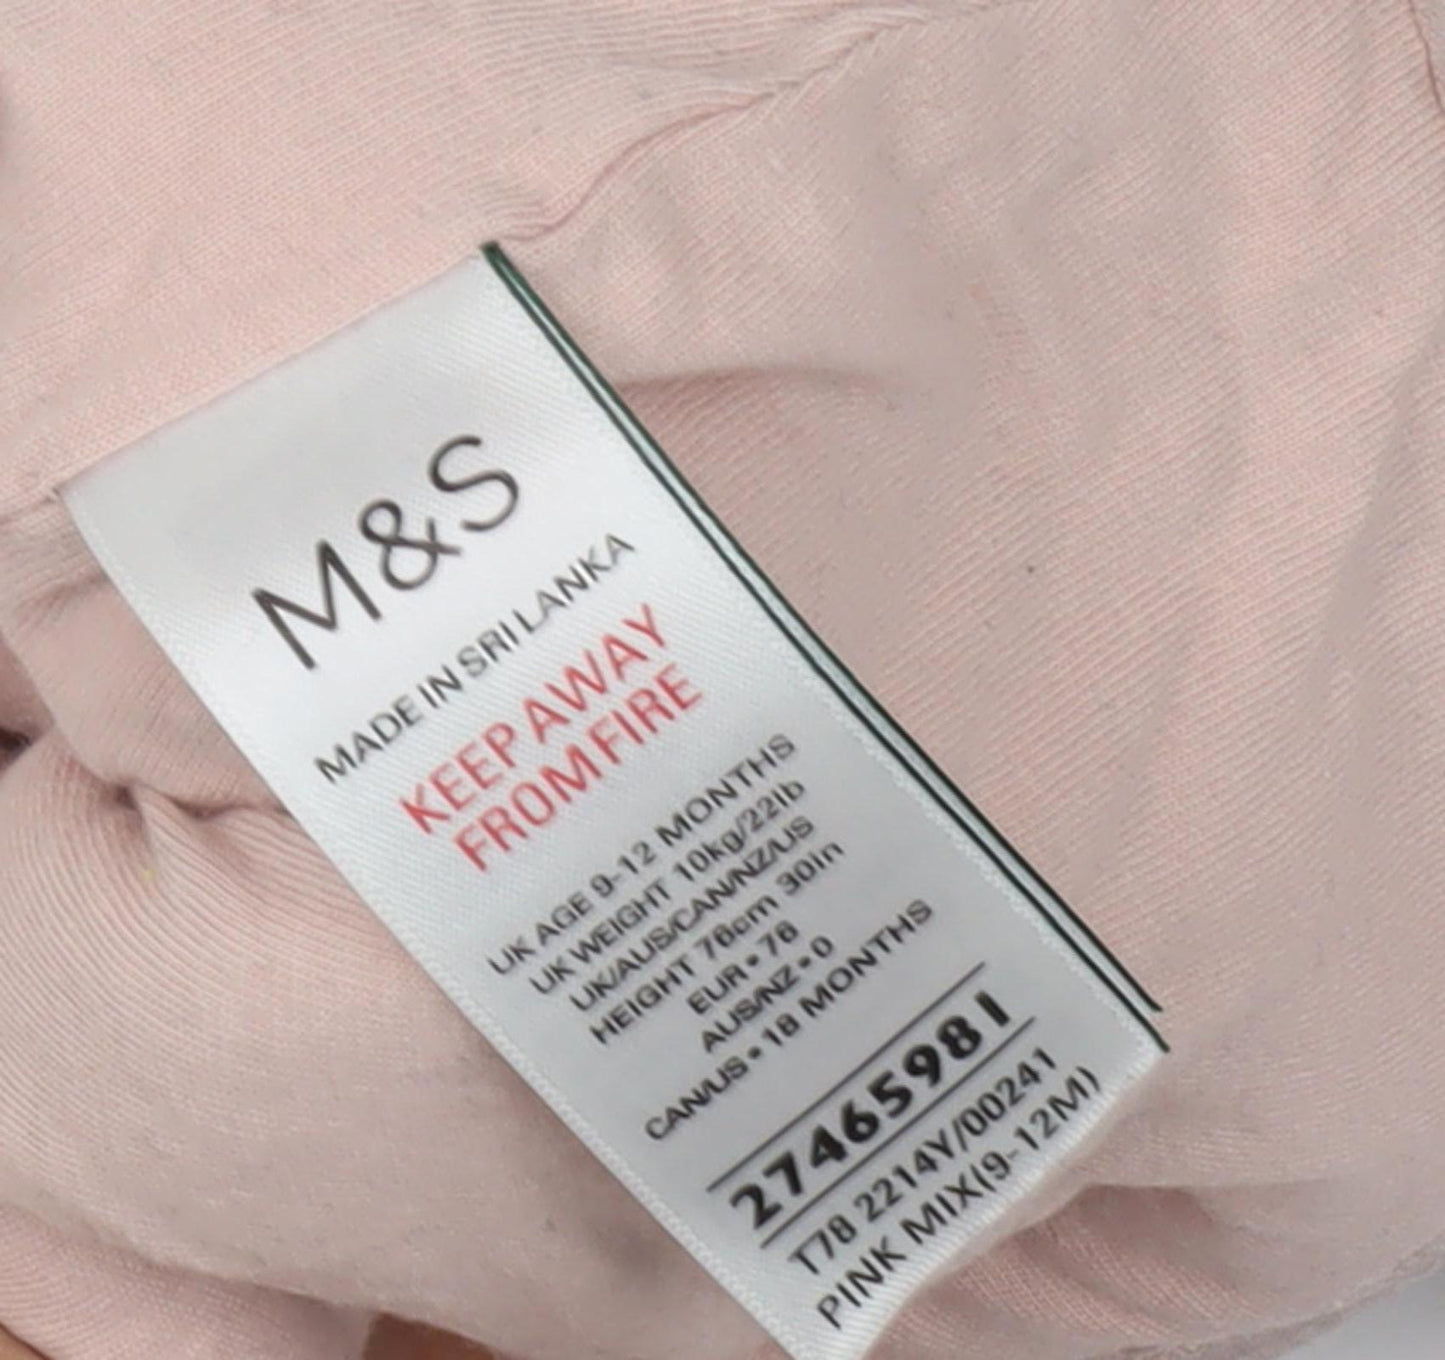 M&S
MADE IN SRI LANKA
KEEP AWAY
FROM FIRE
UK AGE 9-12 MONTHS
UK WEIGHT 10kg/22lb
UK/AUS/CAN/NZ/US
HEIGHT 76cm 30in
EUR • 76
AUS/NZ • 0
CAN/US • 18 MONTHS
27465981
T78 2214Y/00241
PINK MIX(9-12M)